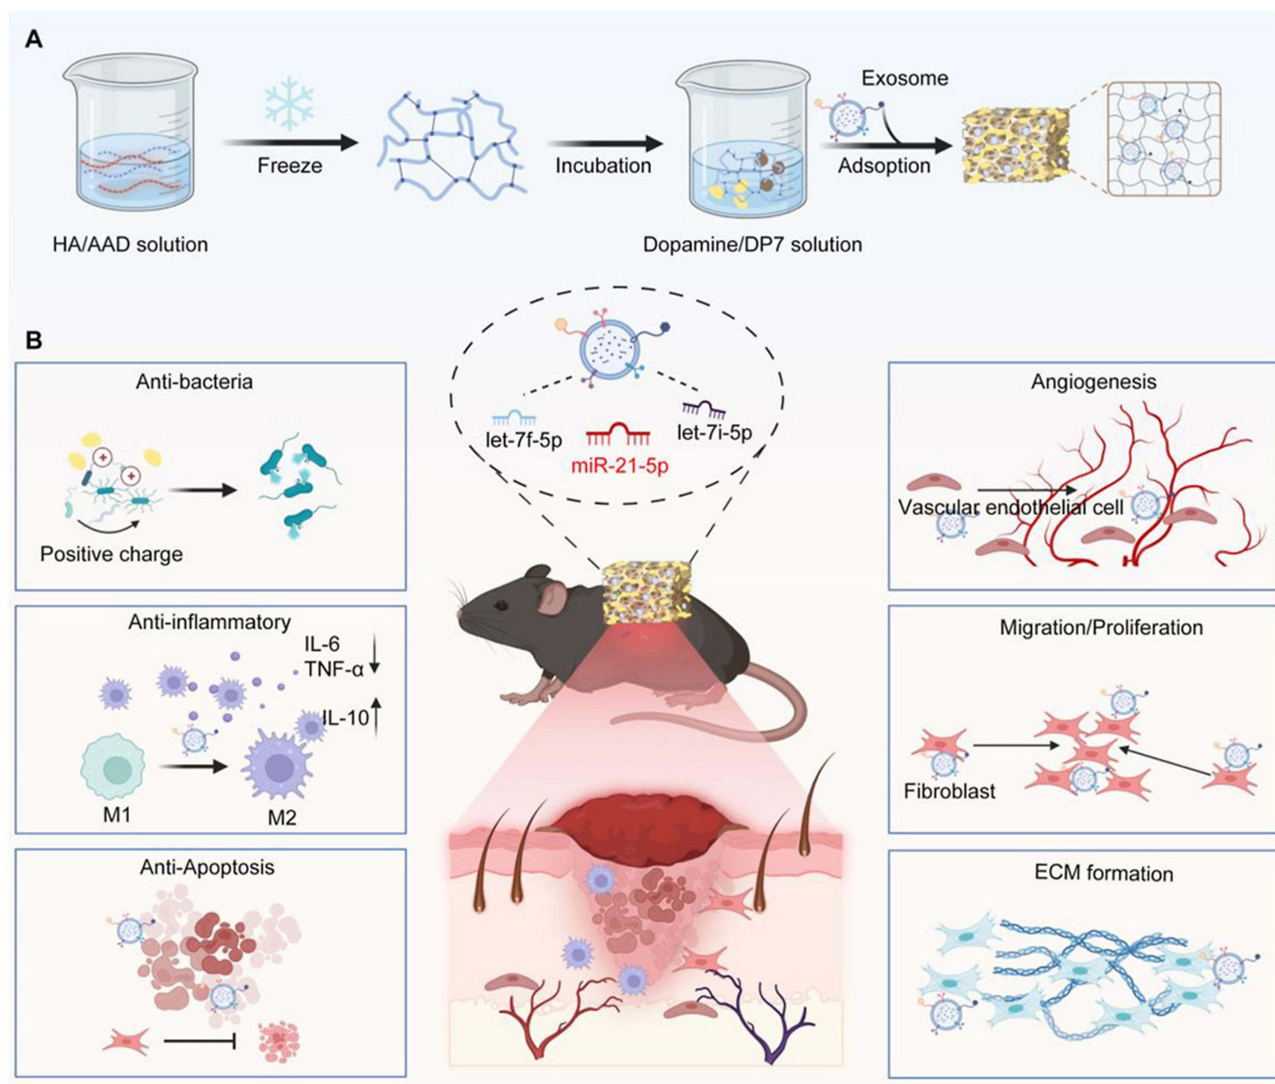 A
Exosome
Freeze
Incubation
Adsoption
HA/AAD solution
Dopamine/DP7 solution
B
Anti-bacteria
Positive charge
let-7f-5p
miR-21-5p
let-7i-5p
Angiogenesis
Vascular endothelial cell
Anti-inflammatory
IL-6
TNF-α
IL-10
M1
M2
Migration/Proliferation
Fibroblast
Anti-Apoptosis
ECM formation